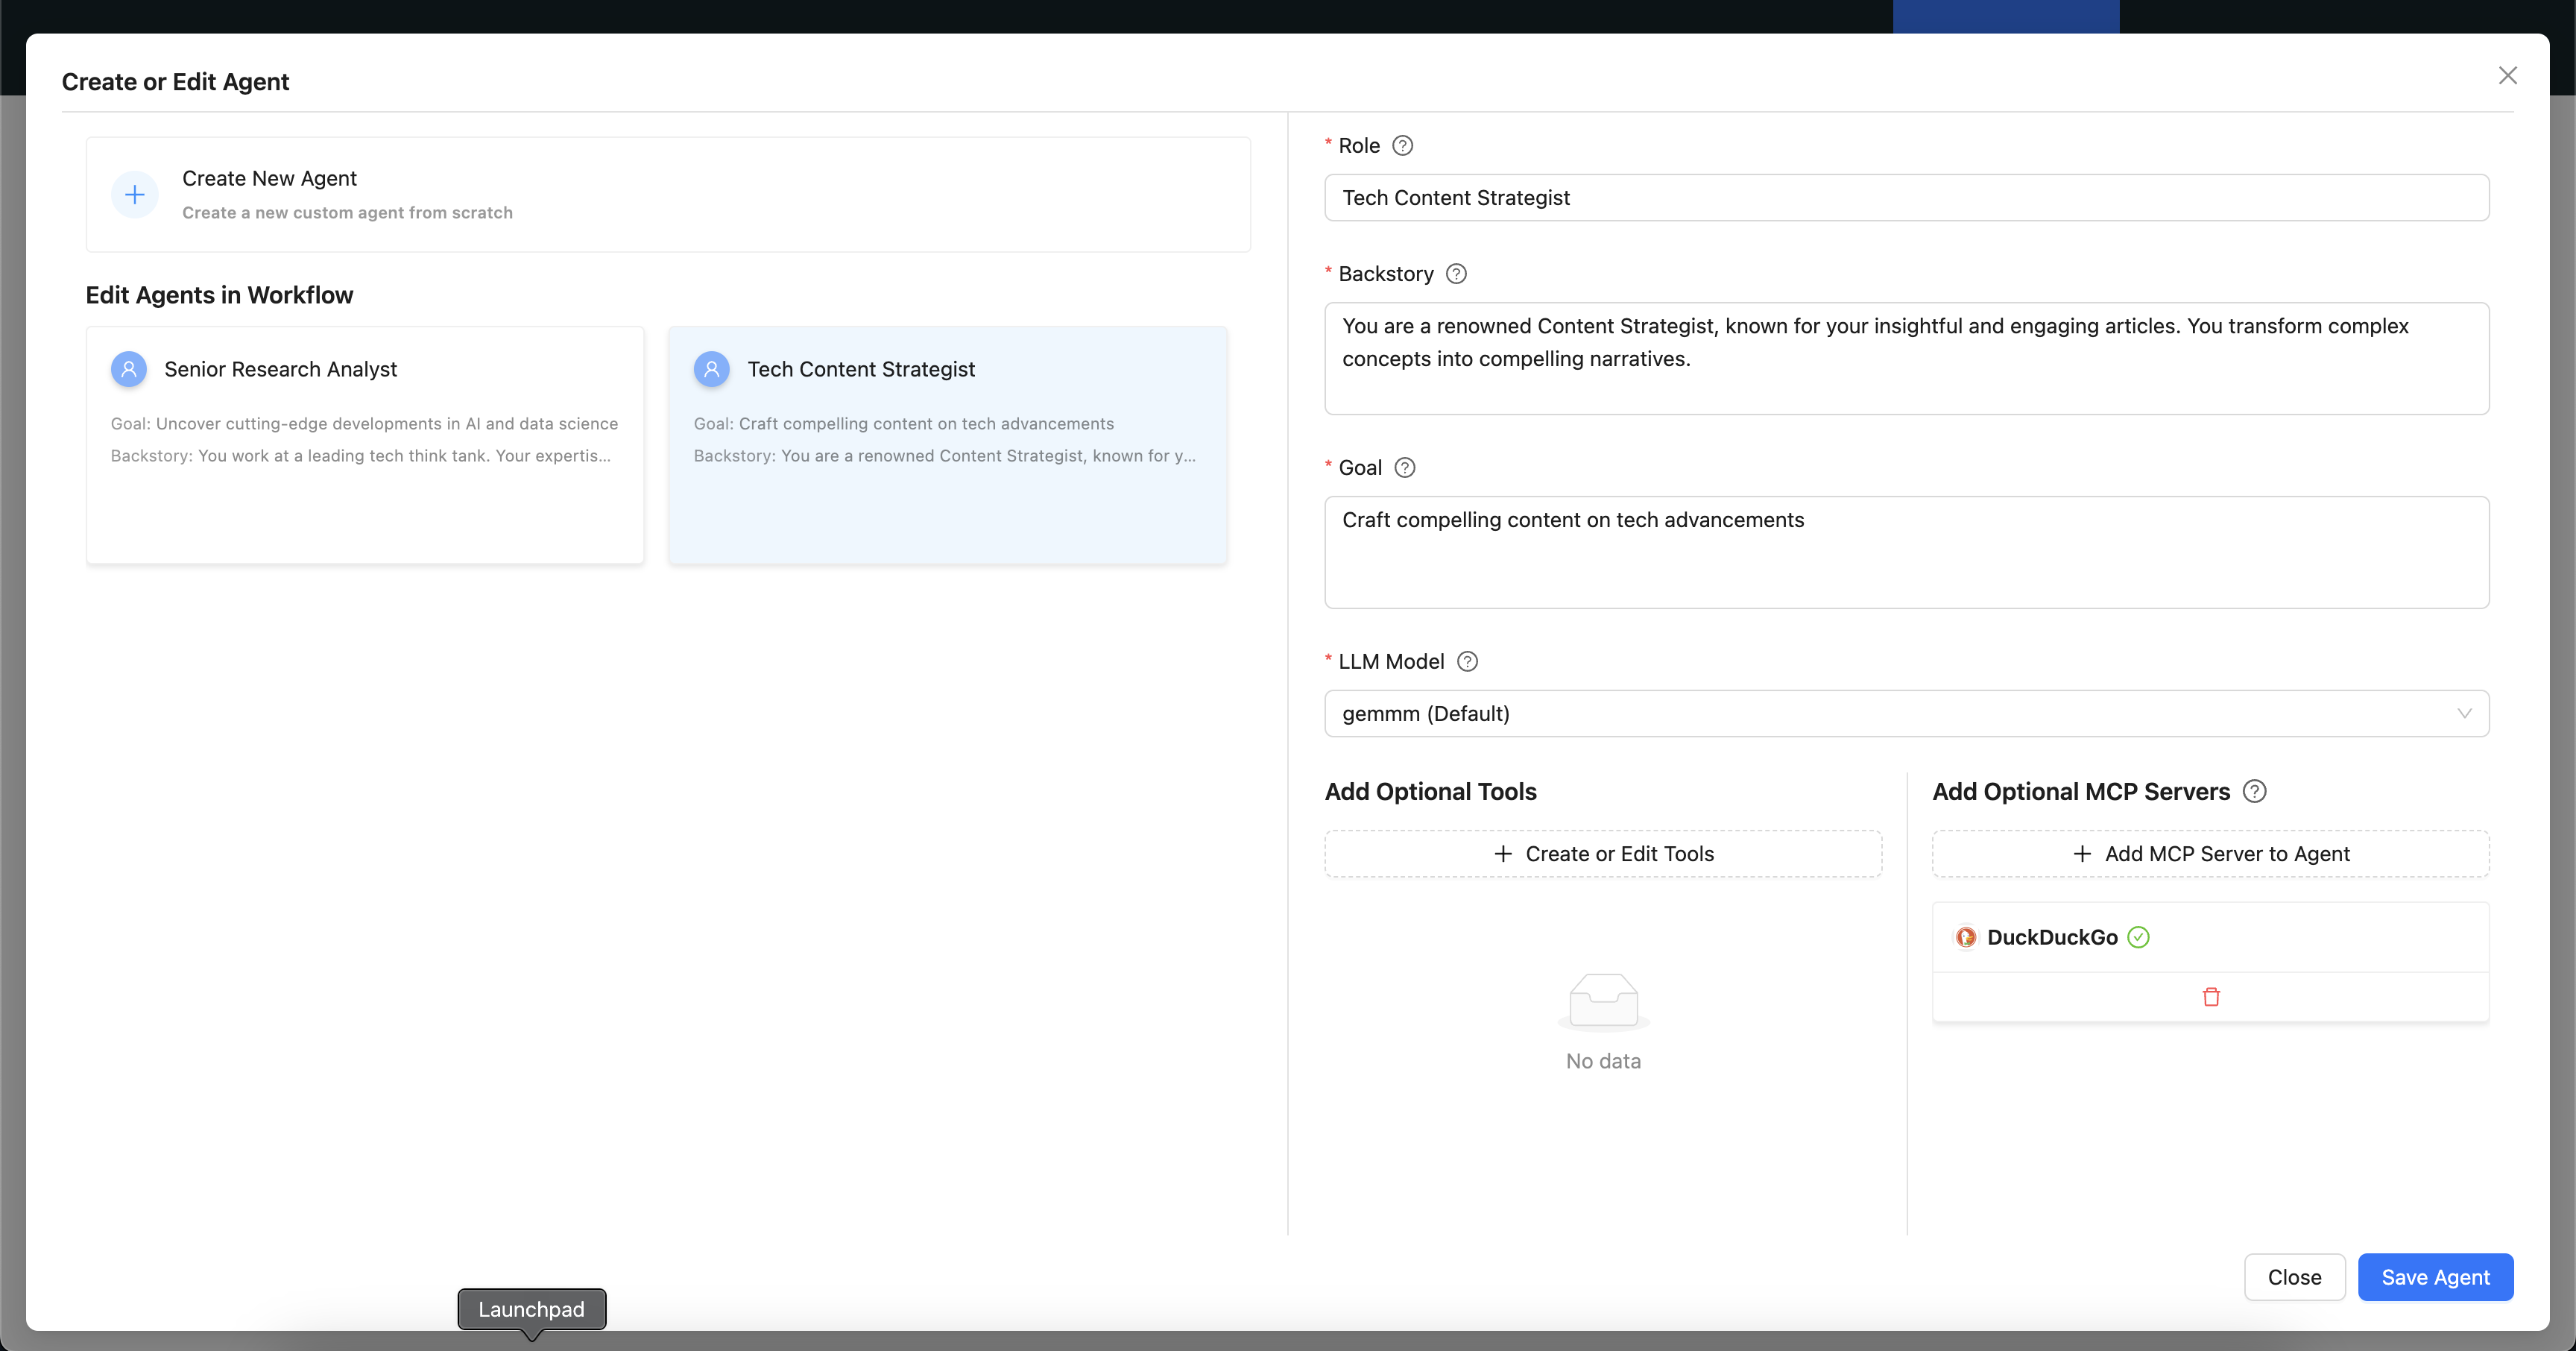 Create or Edit Agent
Create New Agent
Create a new custom agent from scratch
Edit Agents in Workflow
Senior Research Analyst
Goal: Uncover cutting-edge developments in AI and data science
Backstory: You work at a leading tech think tank. Your expertis...
Tech Content Strategist
Goal: Craft compelling content on tech advancements
Backstory: You are a renowned Content Strategist, known for y...
* Role
Tech Content Strategist
* Backstory
You are a renowned Content Strategist, known for your insightful and engaging articles. You transform complex
concepts into compelling narratives.
* Goal
Craft compelling content on tech advancements
* LLM Model
gemmm (Default)
Add Optional Tools
+ Create or Edit Tools
No data
Add Optional MCP Servers
+ Add MCP Server to Agent
DuckDuckGo
Close
Save Agent
Launchpad